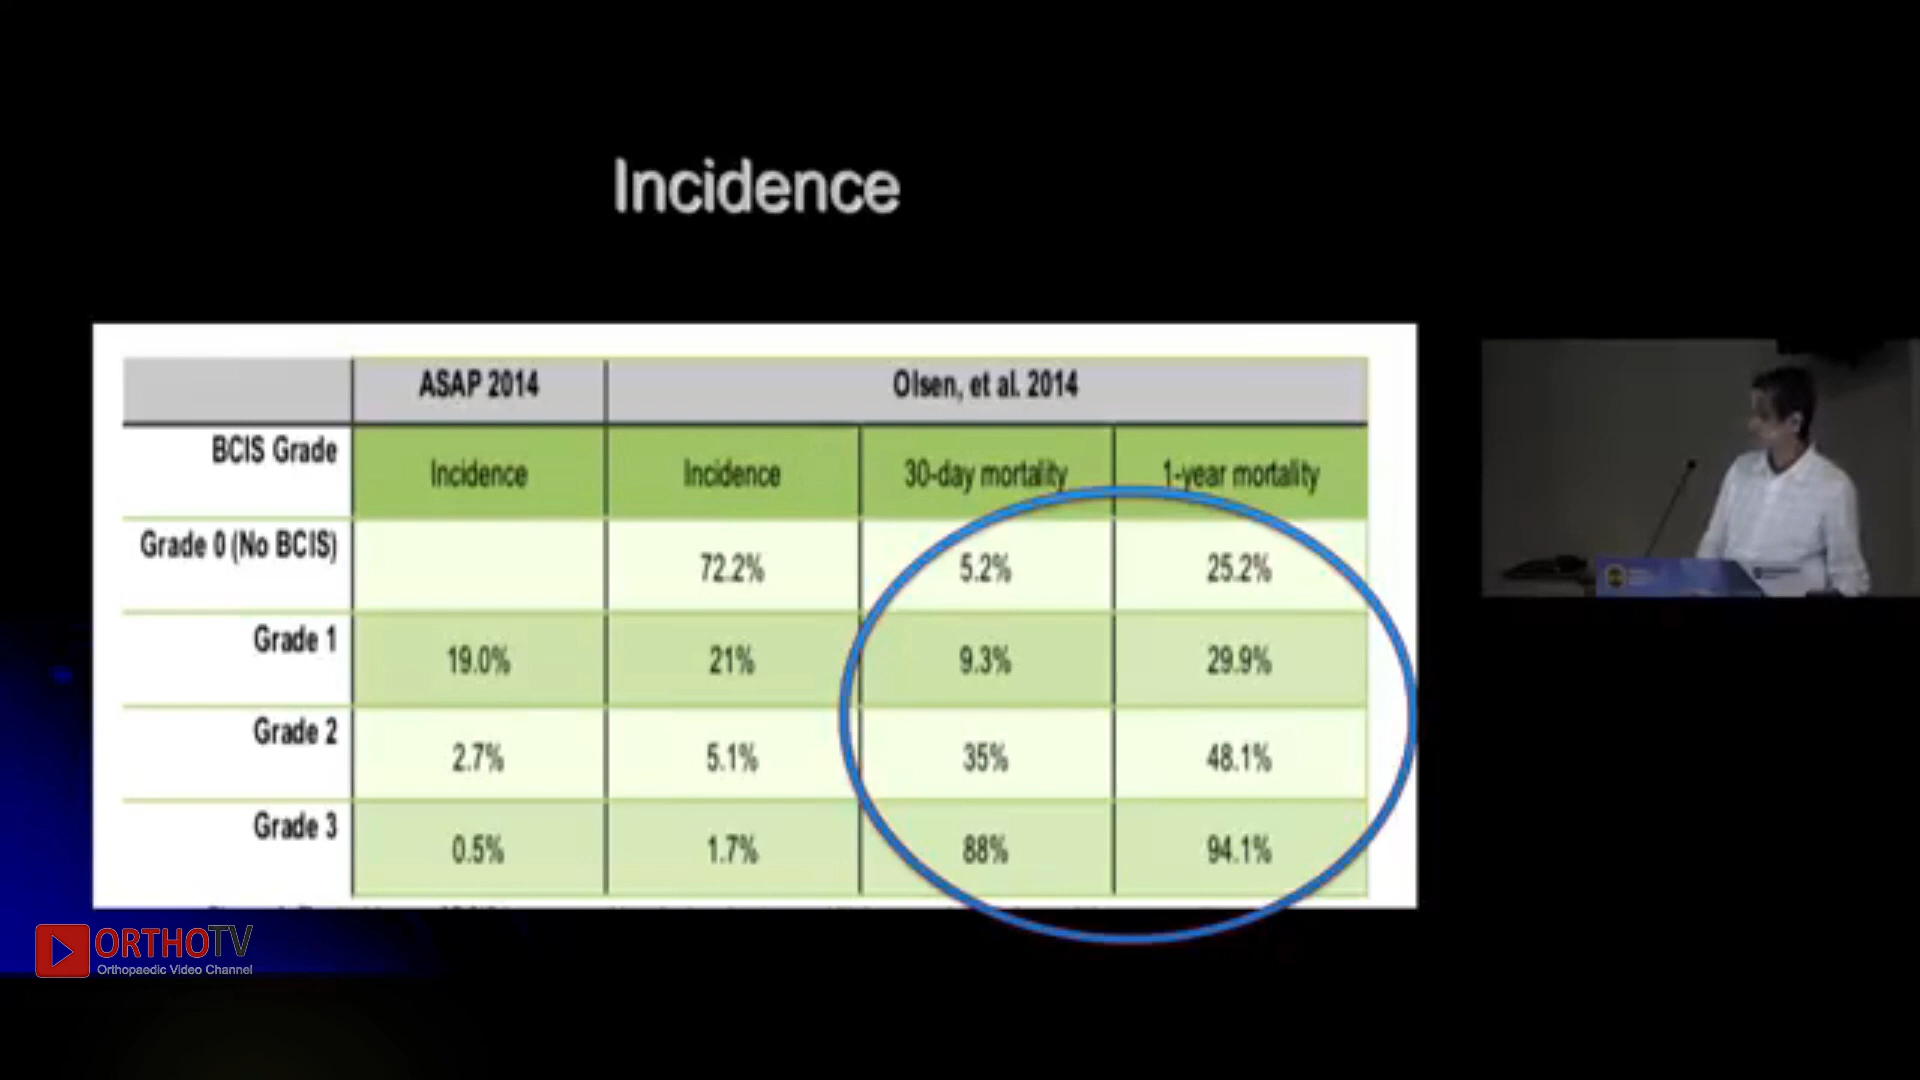 Incidence
ASAP 2014
Olsen, et al. 2014
BCIS Grade
Incidence
Incidence
30-day mortality
1-year mortality
Grade 0 (No BCIS)
72.2%
5.2%
25.2%
Grade 1
19.0%
21%
9.3%
29.9%
Grade 2
2.7%
5.1%
35%
48.1%
Grade 3
0.5%
1.7%
88%
94.1%
ORTHOTV
Orthopaedic Video Channel